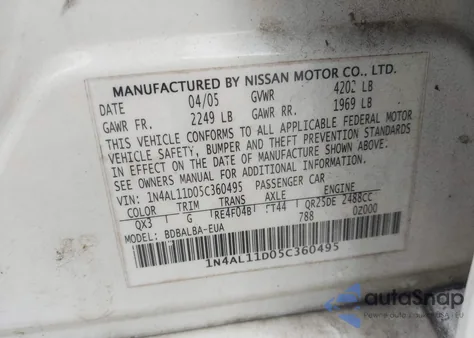 MANUFACTURED BY NISSAN MOTOR CO., LTD.
DATE 04/05 GVWR 4202 LB
GAWR FR. 2249 LB GAWR RR. 1969 LB
THIS VEHICLE CONFORMS TO ALL APPLICABLE FEDERAL MOTOR
VEHICLE SAFETY, BUMPER AND THEFT PREVENTION STANDARDS
IN EFFECT ON THE DATE OF MANUFACTURE SHOWN ABOVE.
SEE OWNERS MANUAL FOR ADDITIONAL INFORMATION.
VIN: 1N4AL11D05C360495 PASSENGER CAR
COLOR TRIM TRANS AXLE ENGINE
QX3 G RE4F04B QR25DE 2488CC
MODEL: BDBALBA-EUA 788 0Z000
1N4AL11D05C360495
autoSnap